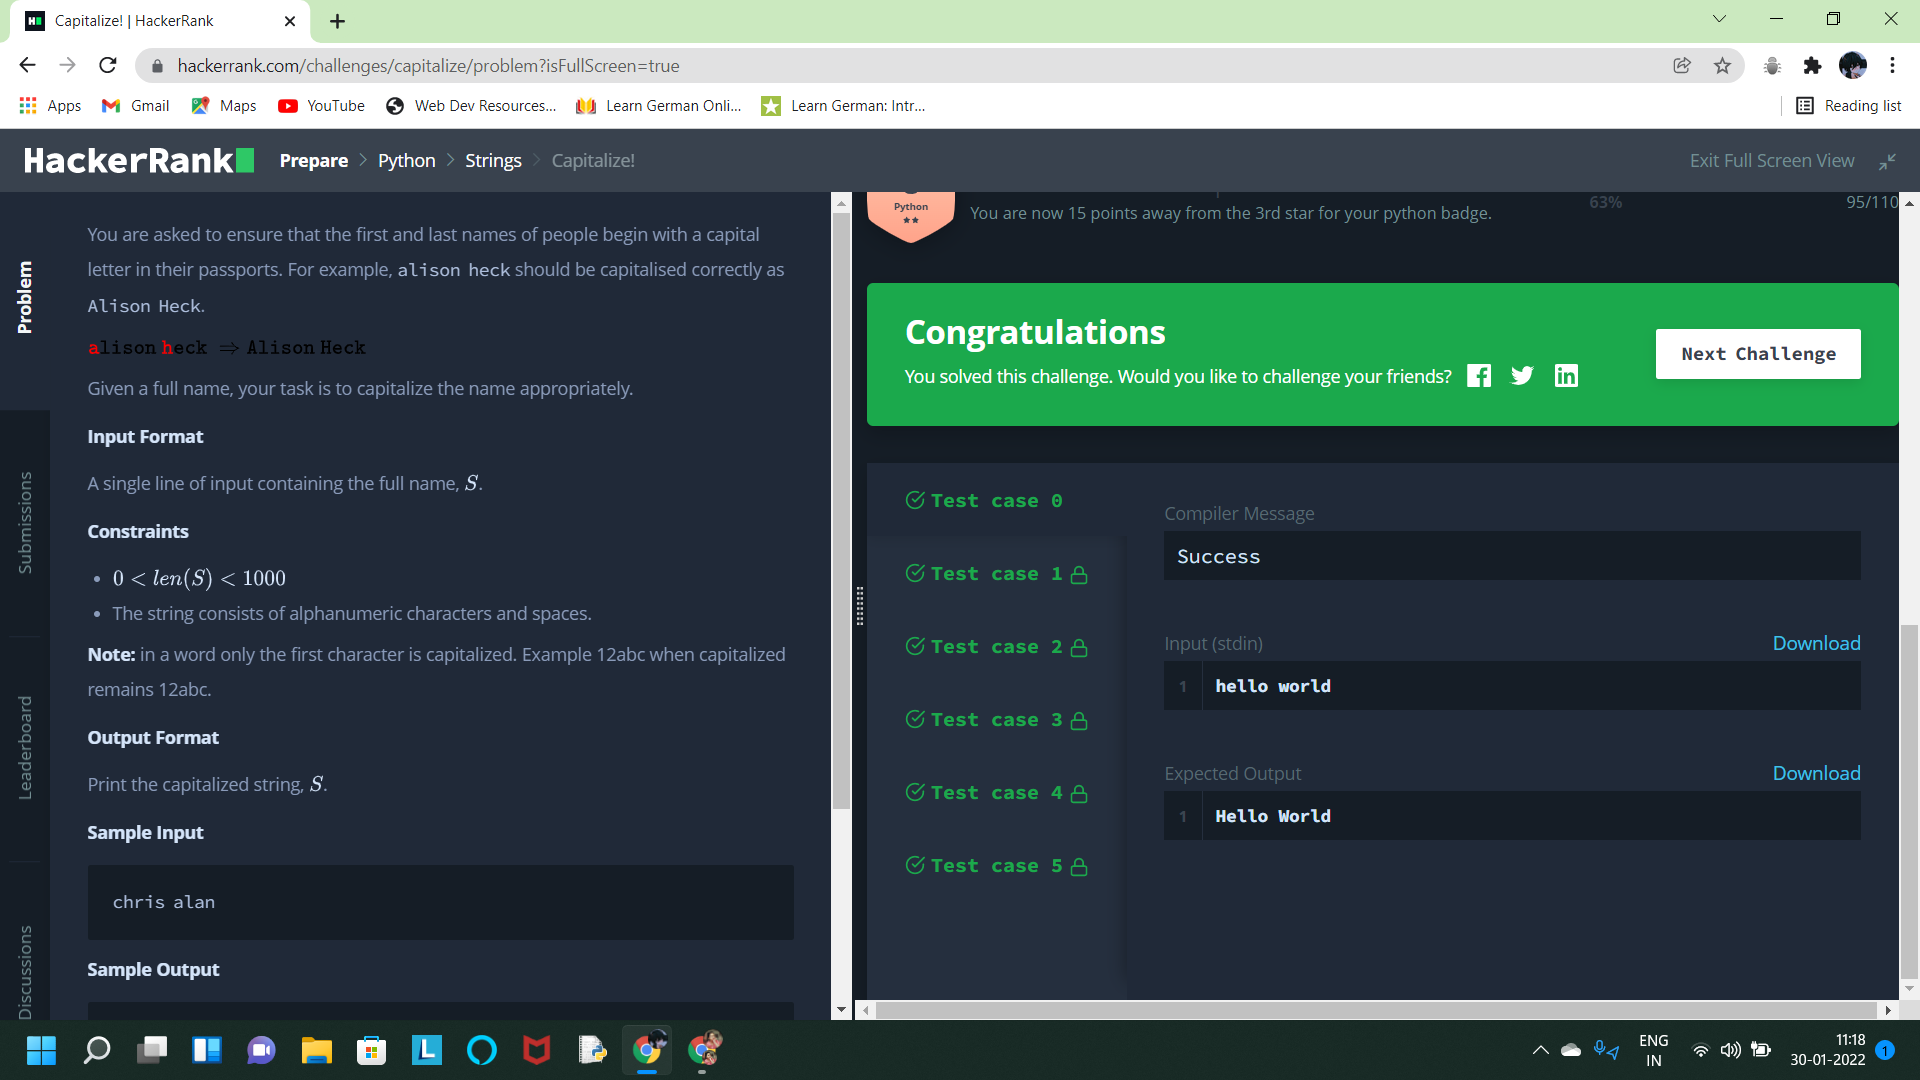 Capitalize! | HackerRank
hackerrank.com/challenges/capitalize/problem?isFullScreen=true
Apps
Gmail
Maps
YouTube
Web Dev Resources...
Learn German Onli...
Learn German: Intr...
Reading list
HackerRank
Prepare > Python > Strings > Capitalize!
Exit Full Screen View
Problem
Submissions
Leaderboard
Discussions
You are asked to ensure that the first and last names of people begin with a capital
letter in their passports. For example, alison heck should be capitalised correctly as
Alison Heck.
alison heck ⇒ Alison Heck
Given a full name, your task is to capitalize the name appropriately.
Input Format
A single line of input containing the full name, S.
Constraints
• 0 < len(S) < 1000
• The string consists of alphanumeric characters and spaces.
Note: in a word only the first character is capitalized. Example 12abc when capitalized
remains 12abc.
Output Format
Print the capitalized string, S.
Sample Input
chris alan
Sample Output
Python
You are now 15 points away from the 3rd star for your python badge.
63%
95/110
Congratulations
You solved this challenge. Would you like to challenge your friends?
Next Challenge
Test case 0
Test case 1
Test case 2
Test case 3
Test case 4
Test case 5
Compiler Message
Success
Input (stdin)
Download
1 hello world
Expected Output
Download
1 Hello World
ENG
IN
11:18
30-01-2022
1